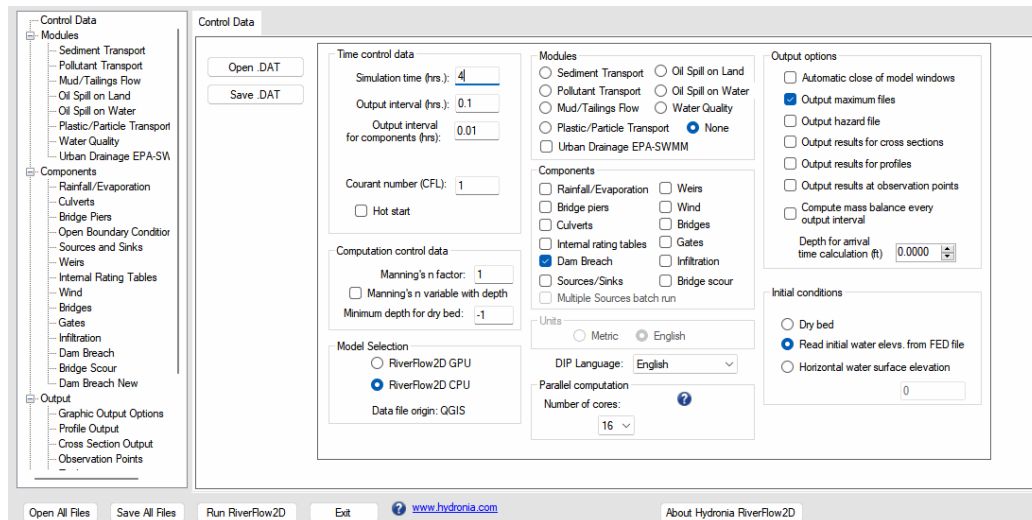 Control Data
Modules
Sediment Transport
Pollutant Transport
Mud/Tailings Flow
Oil Spill on Land
Oil Spill on Water
Plastic/Particle Transport
Water Quality
Urban Drainage EPA-SW
Components
Rainfall/Evaporation
Culverts
Bridge Piers
Open Boundary Condition
Sources and Sinks
Weirs
Internal Rating Tables
Wind
Bridges
Gates
Infiltration
Dam Breach
Bridge Scour
Dam Breach New
Output
Graphic Output Options
Profile Output
Cross Section Output
Observation Points
Control Data
Open .DAT
Save .DAT
Time control data
Simulation time (hrs.): 4
Output interval (hrs.): 0.1
Output interval
for components (hrs): 0.01
Courant number (CFL): 1
Hot start
Computation control data
Manning's n factor: 1
Manning's n variable with depth
Minimum depth for dry bed: -1
Model Selection
RiverFlow2D GPU
RiverFlow2D CPU
Data file origin: QGIS
Modules
Sediment Transport Oil Spill on Land
Pollutant Transport Oil Spill on Water
Mud/Tailings Flow Water Quality
Plastic/Particle Transport None
Urban Drainage EPA-SWMM
Components
Rainfall/Evaporation Weirs
Bridge piers Wind
Culverts Bridges
Internal rating tables Gates
Dam Breach Infiltration
Sources/Sinks Bridge scour
Multiple Sources batch run
Units
Metric English
DIP Language: English
Parallel computation
Number of cores: ?
16
Output options
Automatic close of model windows
Output maximum files
Output hazard file
Output results for cross sections
Output results for profiles
Output results at observation points
Compute mass balance every
output interval
Depth for arrival
time calculation (ft) 0.0000
Initial conditions
Dry bed
Read initial water elevs. from FED file
Horizontal water surface elevation
0
Open All Files Save All Files Run RiverFlow2D Exit ? www.hydronia.com About Hydronia RiverFlow2D